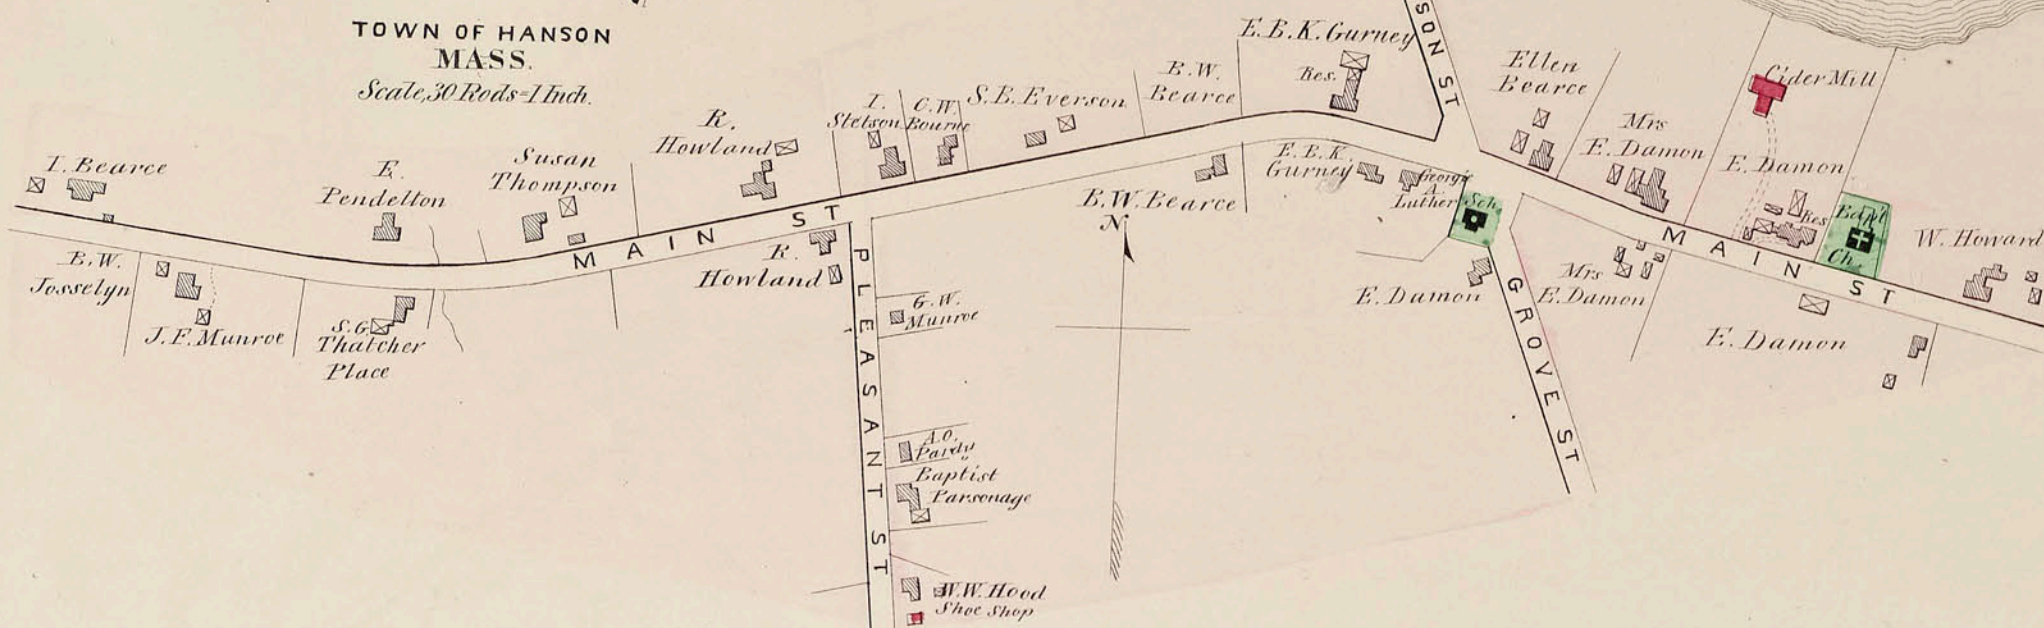 TOWN OF HANSON
MASS.
Scale, 30 Rods=1 Inch.
I. Bearce
E.
Pendelton
Susan
Thompson
R.
Howland
I.
Stetson
C.W.
Bourne
S.B. Everson
B.W.
Bearce
E.B.K. Gurney
Res.
SON ST
Ellen
Bearce
Mrs
E. Damon
Cider Mill
E. Damon
Res
Bapt
Ch.
W. Howard
MAIN ST
B.W.
Josselyn
J.F. Munroe
S.G.
Thatcher
Place
R.
Howland
B.W. Bearce
N
E.B.K.
Gurney
Georgie
A.
Luther
Sch.
E. Damon
Mrs
E. Damon
MAIN ST
E. Damon
GROVE ST
PLEASANT ST
G.W.
Munroe
A.O.
Baptist
Parsonage
W.W. Hood
Shoe Shop